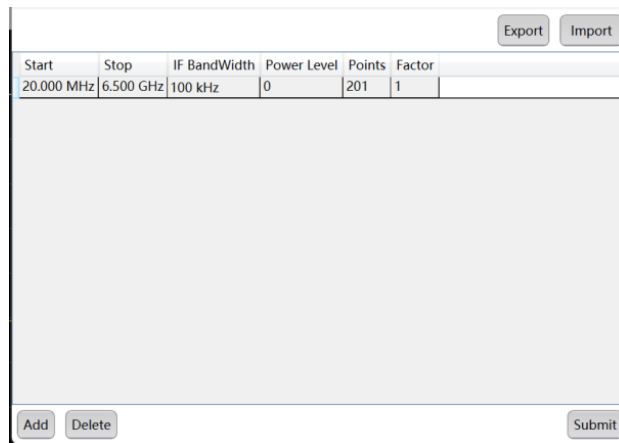 Export Import
Start Stop IF BandWidth Power Level Points Factor
20.000 MHz 6.500 GHz 100 kHz 0 201 1
Add Delete Submit